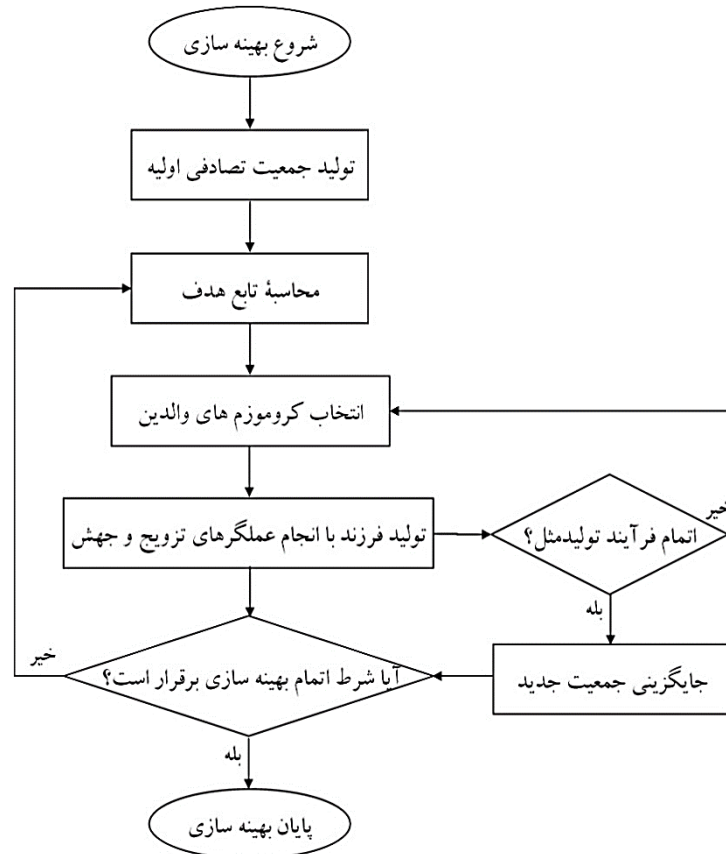 شروع بهینه سازی
تولید جمعیت تصادفی اولیه
محاسبهٔ تابع هدف
انتخاب کروموزم های والدین
تولید فرزند با انجام عملگرهای تزویج و جهش
اتمام فرآیند تولیدمثل؟
خیر
بله
جایگزینی جمعیت جدید
آیا شرط اتمام بهینه سازی برقرار است؟
خیر
بله
پایان بهینه سازی